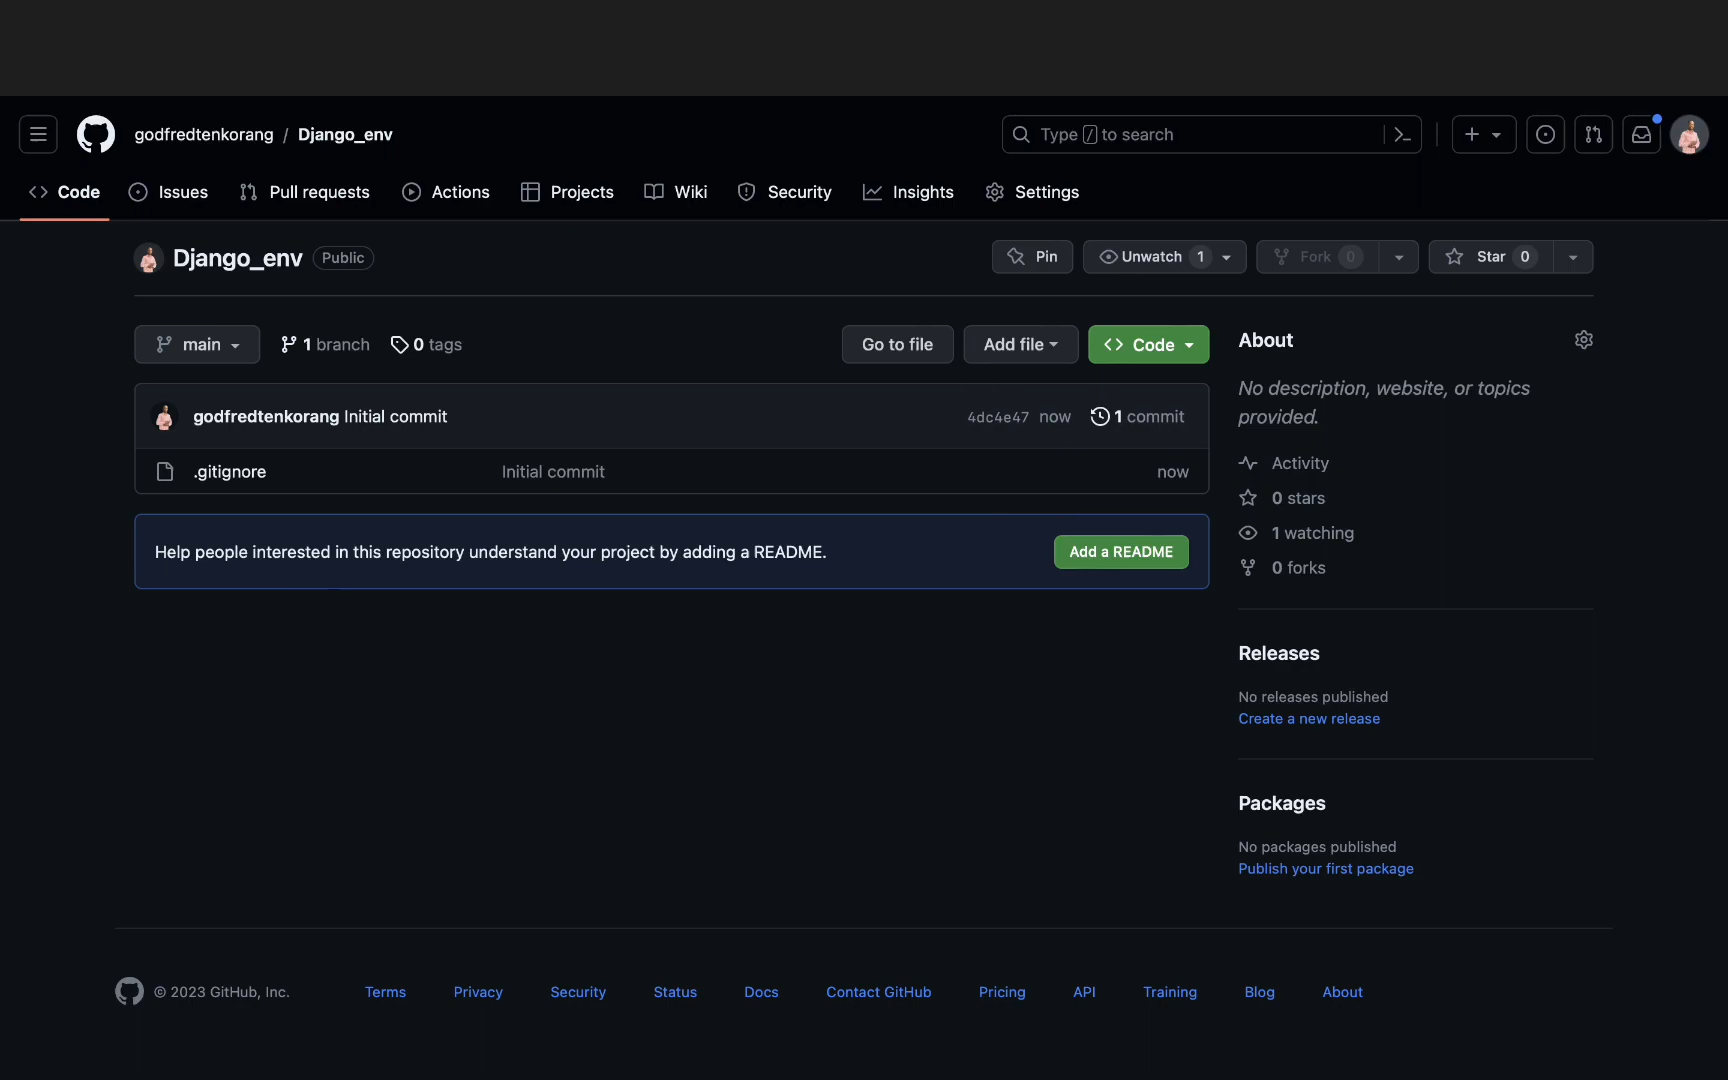 godfredtenkorang / Django_env
Type / to search
Code Issues Pull requests Actions Projects Wiki Security Insights Settings
Django_env Public
Pin Unwatch 1 Fork 0 Star 0
main 1 branch 0 tags Go to file Add file Code
godfredtenkorang Initial commit 4dc4e47 now 1 commit
.gitignore Initial commit now
Help people interested in this repository understand your project by adding a README. Add a README
About
No description, website, or topics
provided.
Activity
0 stars
1 watching
0 forks
Releases
No releases published
Create a new release
Packages
No packages published
Publish your first package
© 2023 GitHub, Inc. Terms Privacy Security Status Docs Contact GitHub Pricing API Training Blog About